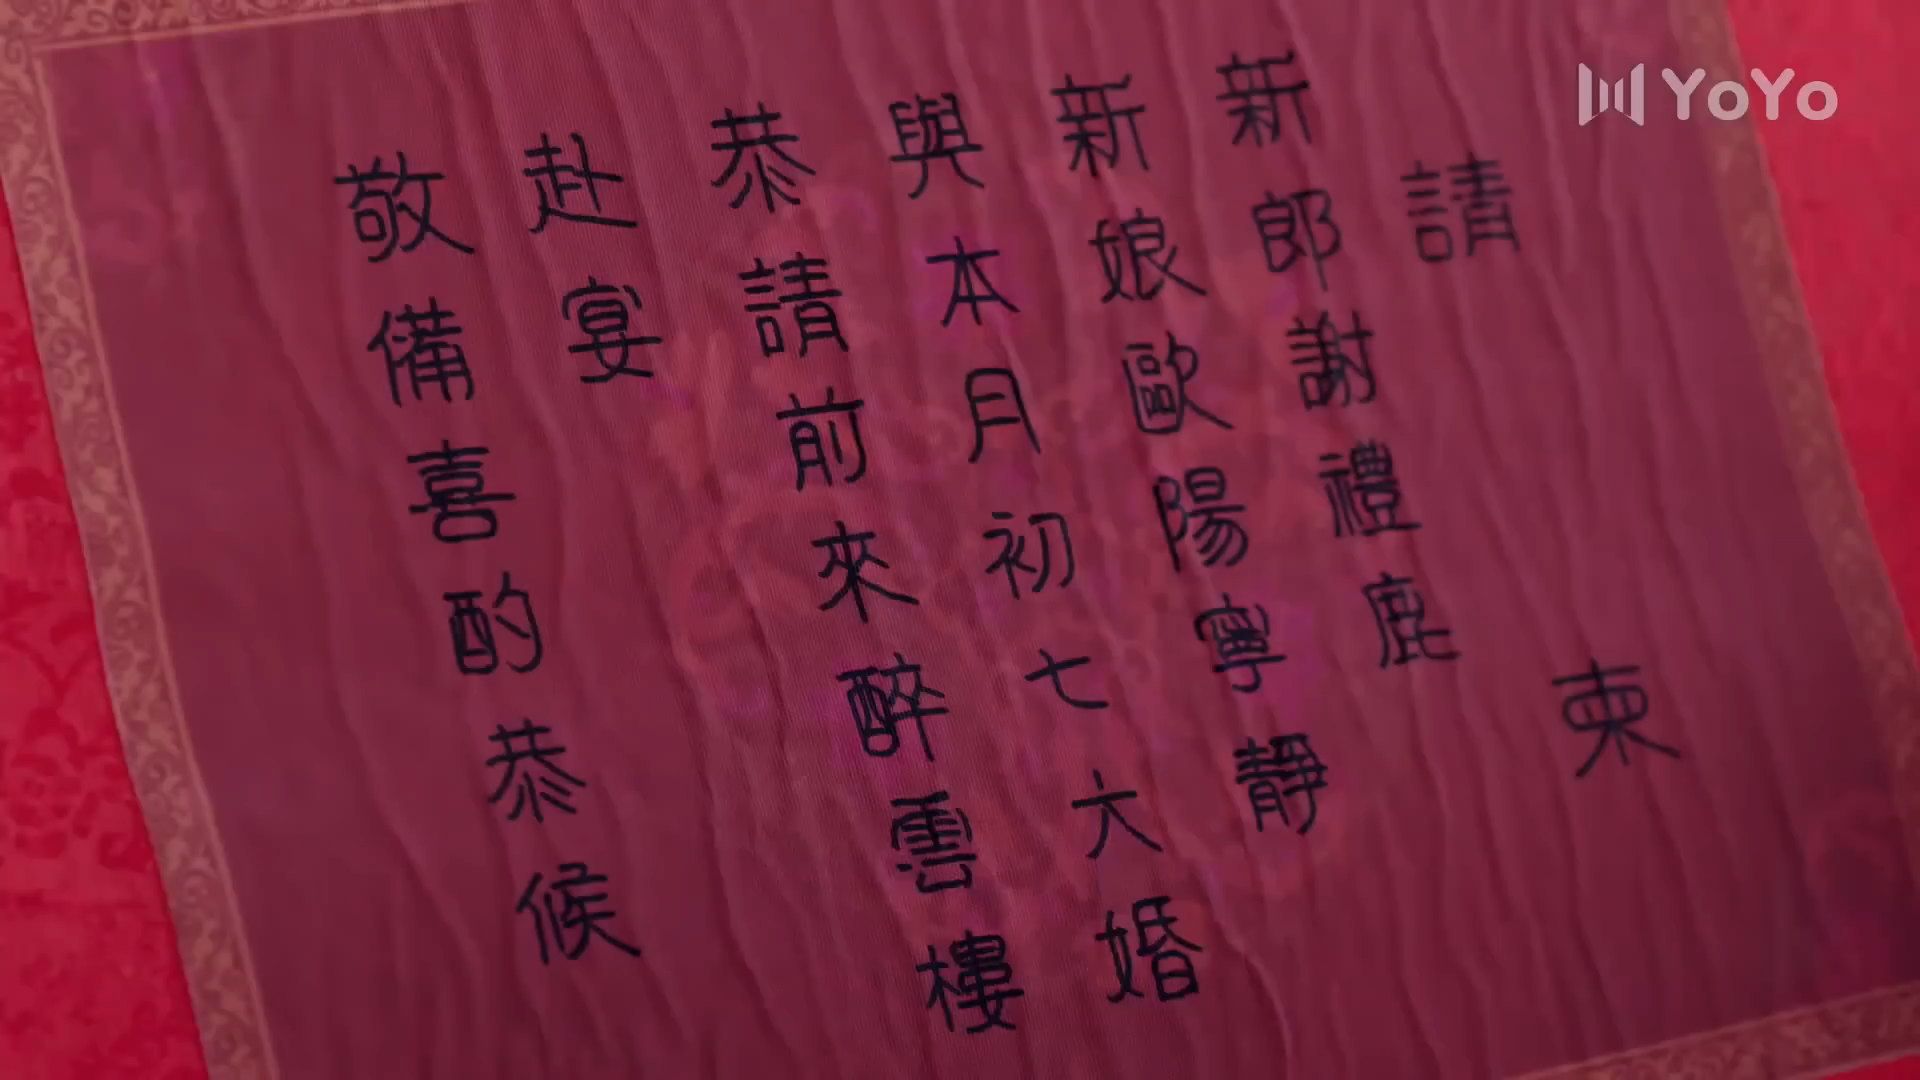 請柬
新郎謝禮鹿
新娘歐陽寧靜
與本月初七六婚
恭請前來醉雲樓
赴宴
敬備喜酌恭候
YoYo